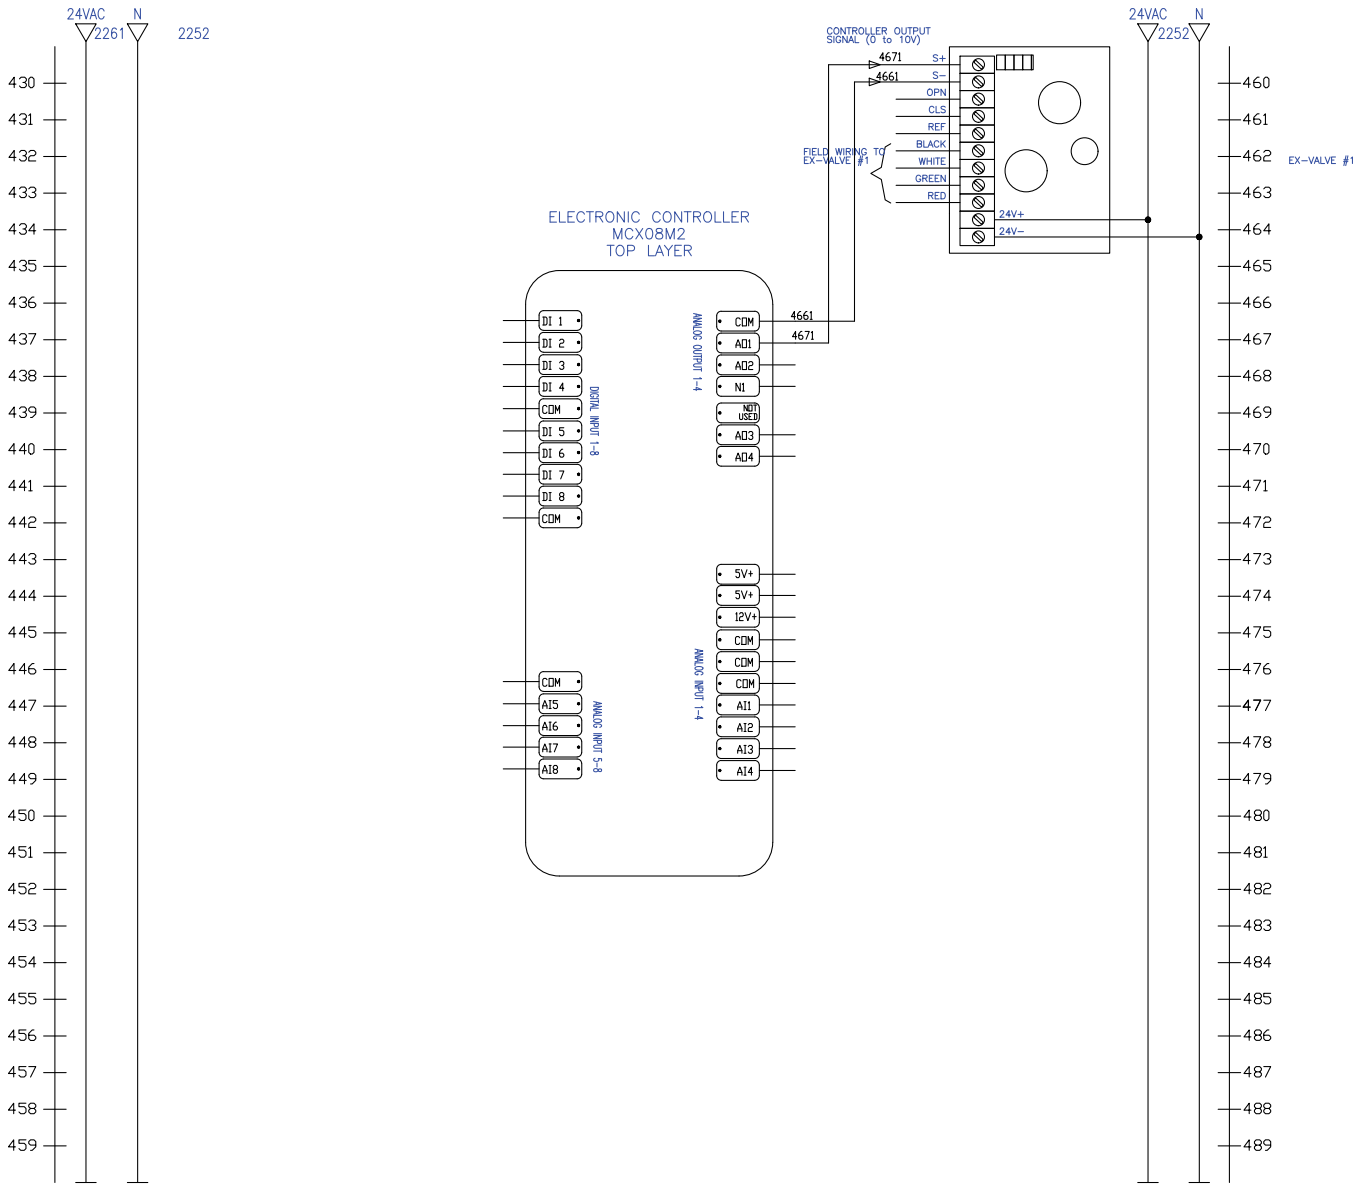 24VAC N
2261 2252
430
431
432
433
434
435
436
437
438
439
440
441
442
443
444
445
446
447
448
449
450
451
452
453
454
455
456
457
458
459
ELECTRONIC CONTROLLER
MCX08M2
TOP LAYER
DI 1
DI 2
DI 3
DI 4
COM
DI 5
DI 6
DI 7
DI 8
COM
DIGITAL INPUT 1-8
COM
AI5
AI6
AI7
AI8
ANALOG INPUT 5-8
ANALOG OUTPUT 1-4
COM
AO1
AO2
N1
NOT
USED
AO3
AO4
4661
4671
5V+
5V+
12V+
COM
COM
COM
AI1
AI2
AI3
AI4
ANALOG INPUT 1-4
CONTROLLER OUTPUT
SIGNAL (0 to 10V)
4671
4661
S+
S-
OPN
CLS
REF
BLACK
WHITE
GREEN
RED
FIELD WIRING TO
EX-VALVE #1
24V+
24V-
24VAC N
2252
460
461
462 EX-VALVE #1
463
464
465
466
467
468
469
470
471
472
473
474
475
476
477
478
479
480
481
482
483
484
485
486
487
488
489